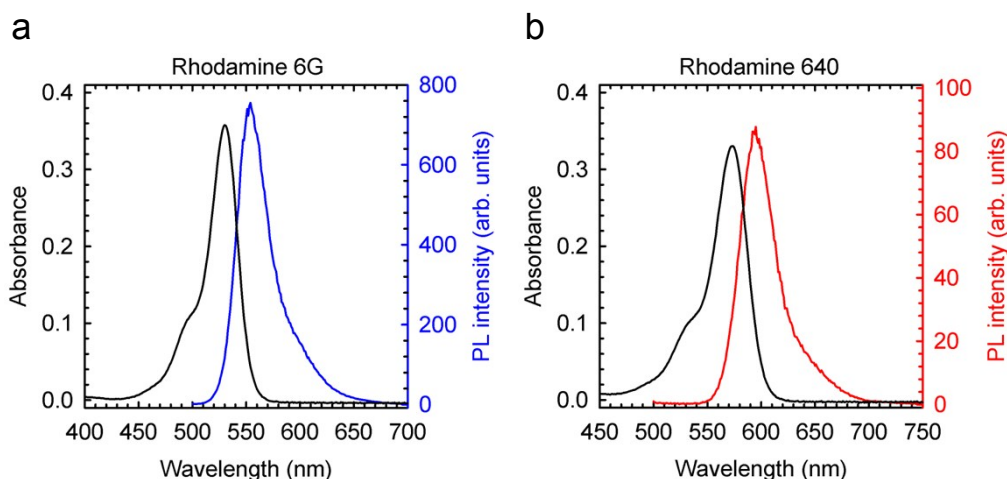 a
Rhodamine 6G
0.4
0.3
0.2
0.1
0.0
Absorbance
800
600
400
200
0
PL intensity (arb. units)
400 450 500 550 600 650 700
Wavelength (nm)
b
Rhodamine 640
0.4
0.3
0.2
0.1
0.0
Absorbance
100
80
60
40
20
0
PL intensity (arb. units)
450 500 550 600 650 700 750
Wavelength (nm)